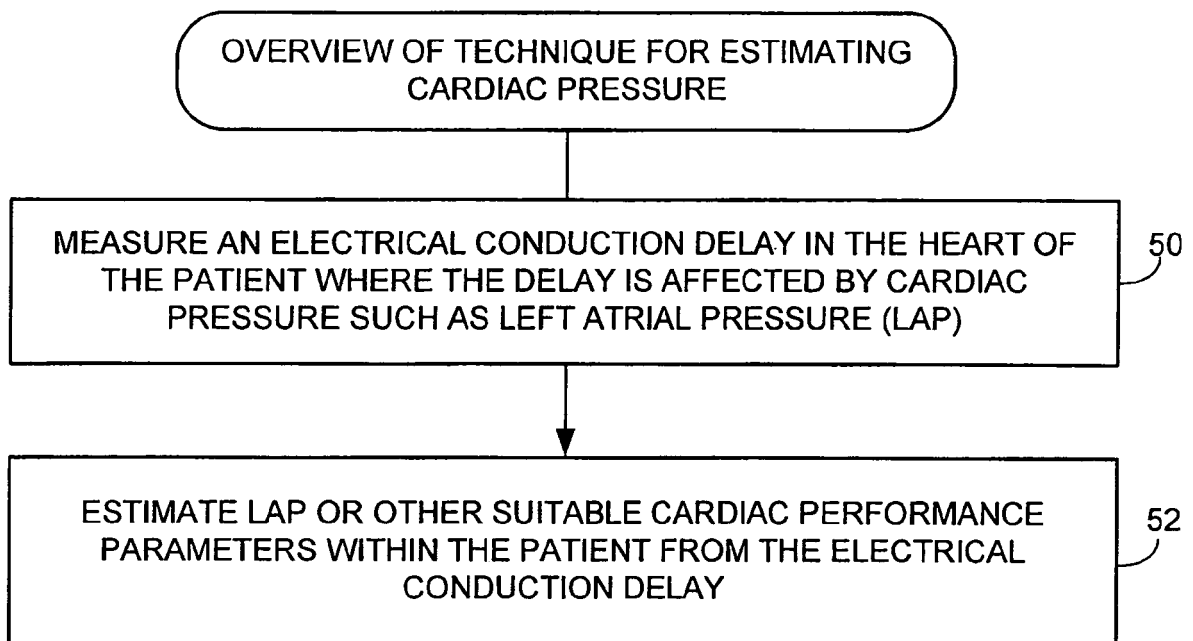 OVERVIEW OF TECHNIQUE FOR ESTIMATING
CARDIAC PRESSURE
MEASURE AN ELECTRICAL CONDUCTION DELAY IN THE HEART OF
THE PATIENT WHERE THE DELAY IS AFFECTED BY CARDIAC
PRESSURE SUCH AS LEFT ATRIAL PRESSURE (LAP)
50
ESTIMATE LAP OR OTHER SUITABLE CARDIAC PERFORMANCE
PARAMETERS WITHIN THE PATIENT FROM THE ELECTRICAL
CONDUCTION DELAY
52